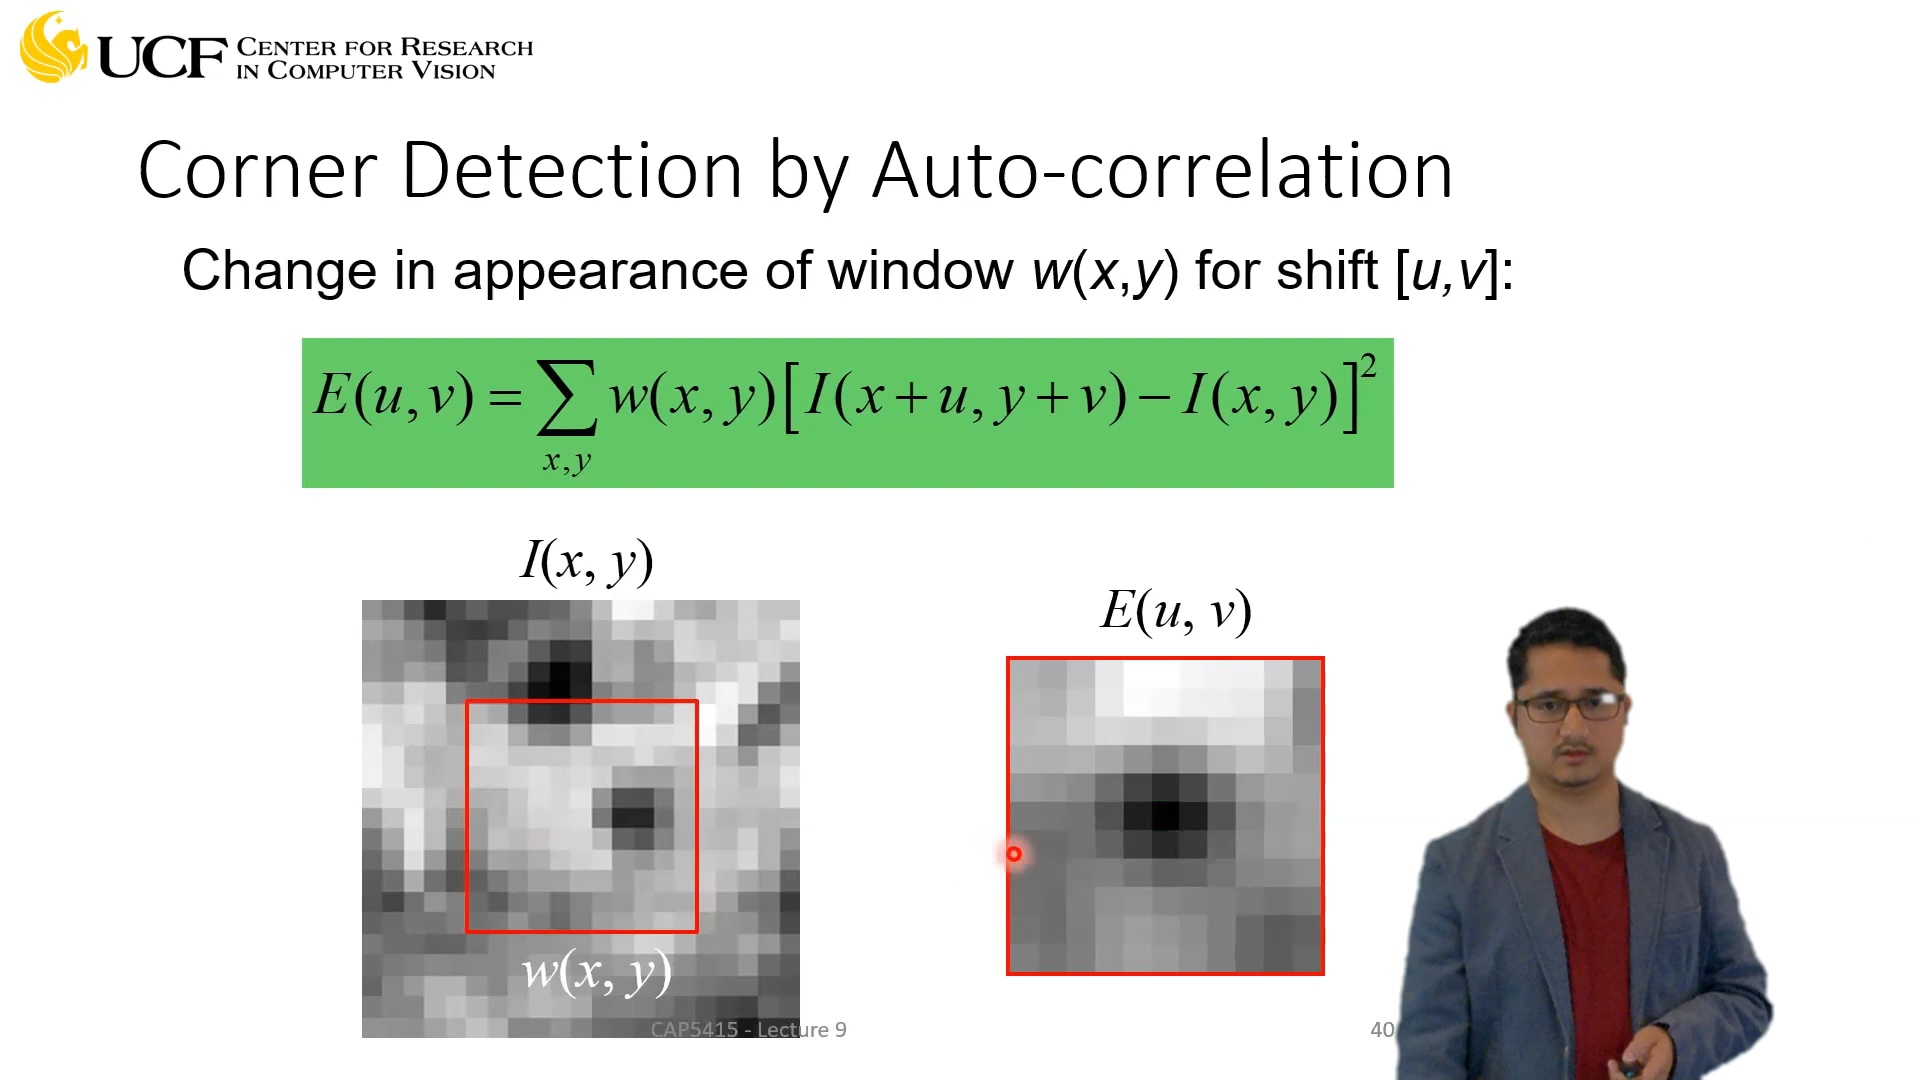 UCF CENTER FOR RESEARCH
IN COMPUTER VISION
Corner Detection by Auto-correlation
Change in appearance of window w(x,y) for shift [u,v]:
E(u,v) = ∑_{x,y} w(x,y)[I(x+u, y+v) − I(x,y)]²
I(x, y)
E(u, v)
w(x, y)
CAP5415 - Lecture 9
40